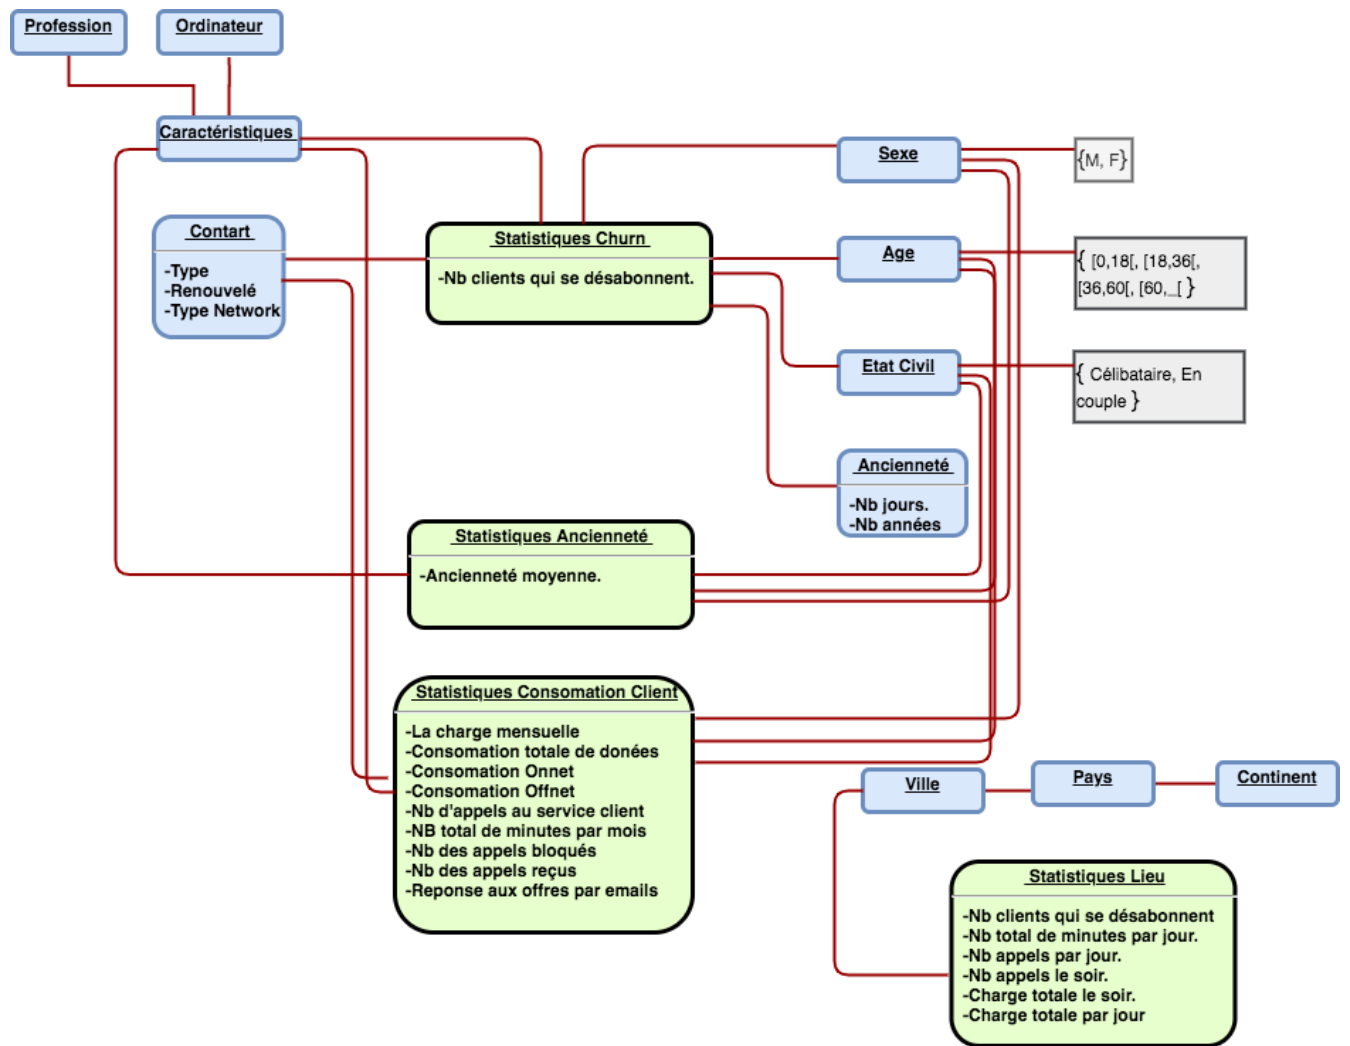 Profession
Ordinateur
Caractéristiques
Contart
-Type
-Renouvelé
-Type Network
Statistiques Churn
-Nb clients qui se désabonnent.
Sexe
{M, F}
Age
{ [0,18[, [18,36[,
[36,60[, [60,_[ }
Etat Civil
{ Célibataire, En
couple }
Ancienneté
-Nb jours.
-Nb années
Statistiques Ancienneté
-Ancienneté moyenne.
Statistiques Consomation Client
-La charge mensuelle
-Consomation totale de donées
-Consomation Onnet
-Consomation Offnet
-Nb d'appels au service client
-NB total de minutes par mois
-Nb des appels bloqués
-Nb des appels reçus
-Reponse aux offres par emails
Ville
Pays
Continent
Statistiques Lieu
-Nb clients qui se désabonnent
-Nb total de minutes par jour.
-Nb appels par jour.
-Nb appels le soir.
-Charge totale le soir.
-Charge totale par jour